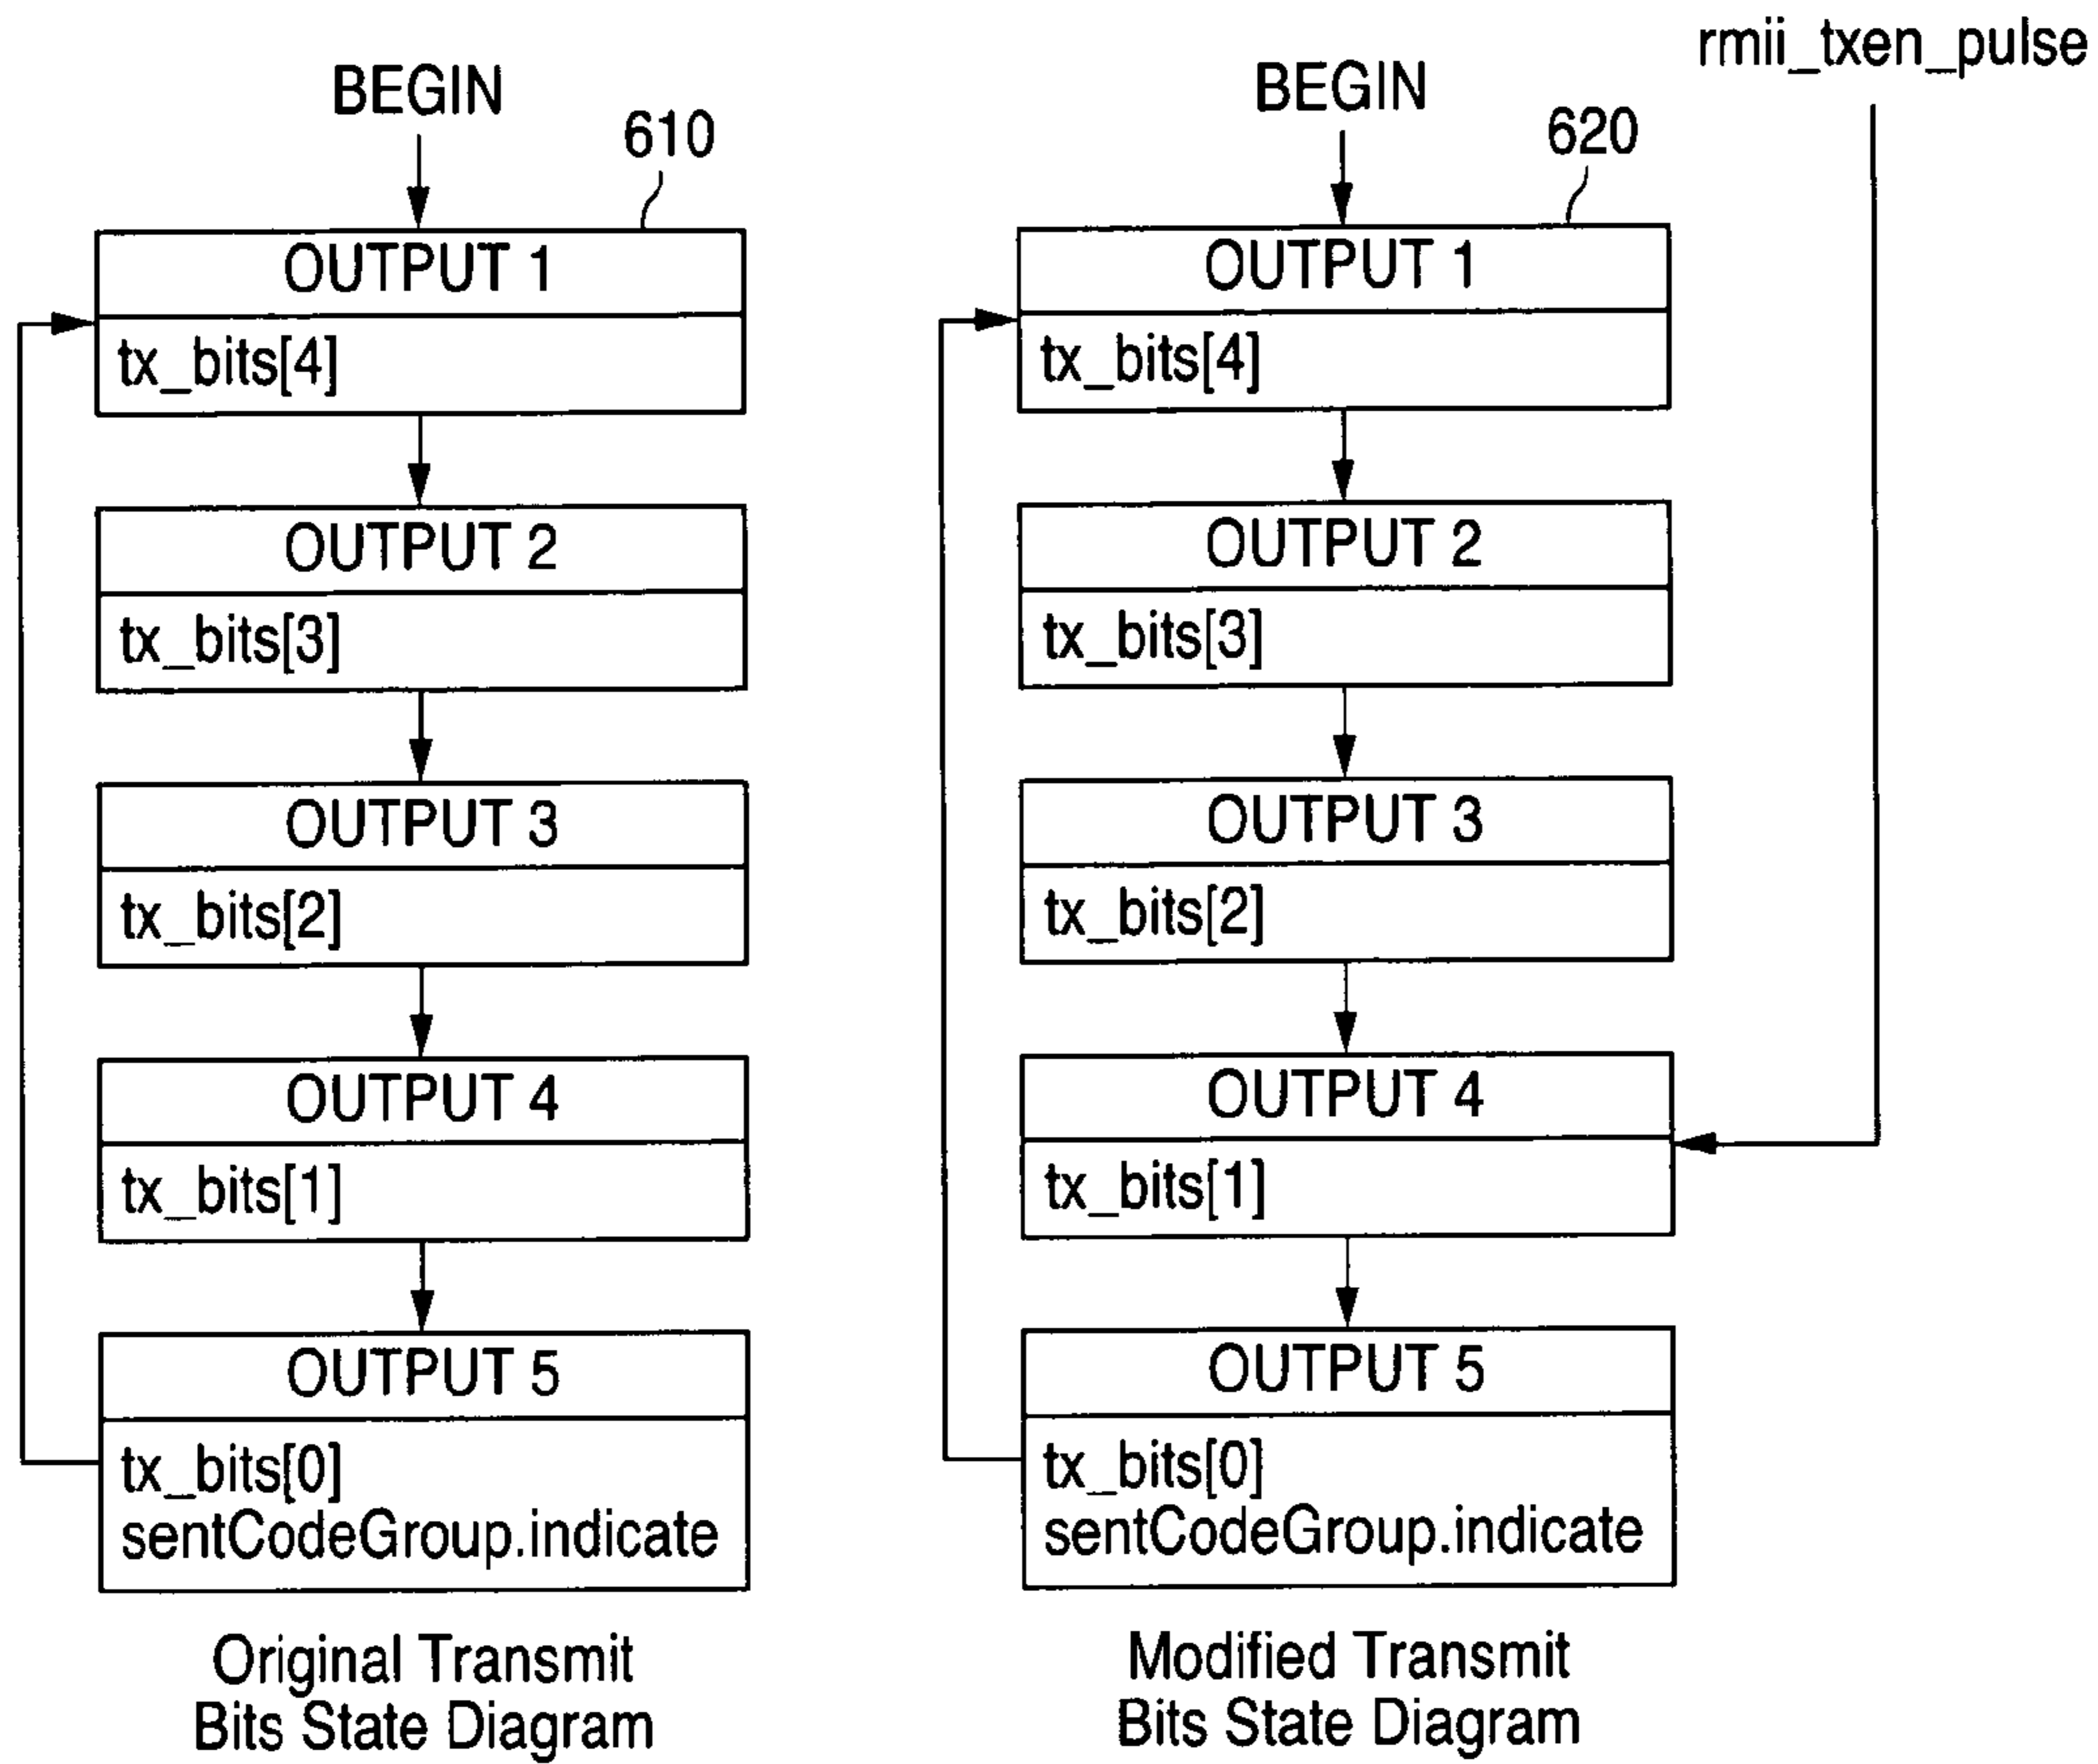 BEGIN
610
OUTPUT 1
tx_bits[4]
OUTPUT 2
tx_bits[3]
OUTPUT 3
tx_bits[2]
OUTPUT 4
tx_bits[1]
OUTPUT 5
tx_bits[0]
sentCodeGroup.indicate
Original Transmit
Bits State Diagram
rmii_txen_pulse
BEGIN
620
OUTPUT 1
tx_bits[4]
OUTPUT 2
tx_bits[3]
OUTPUT 3
tx_bits[2]
OUTPUT 4
tx_bits[1]
OUTPUT 5
tx_bits[0]
sentCodeGroup.indicate
Modified Transmit
Bits State Diagram